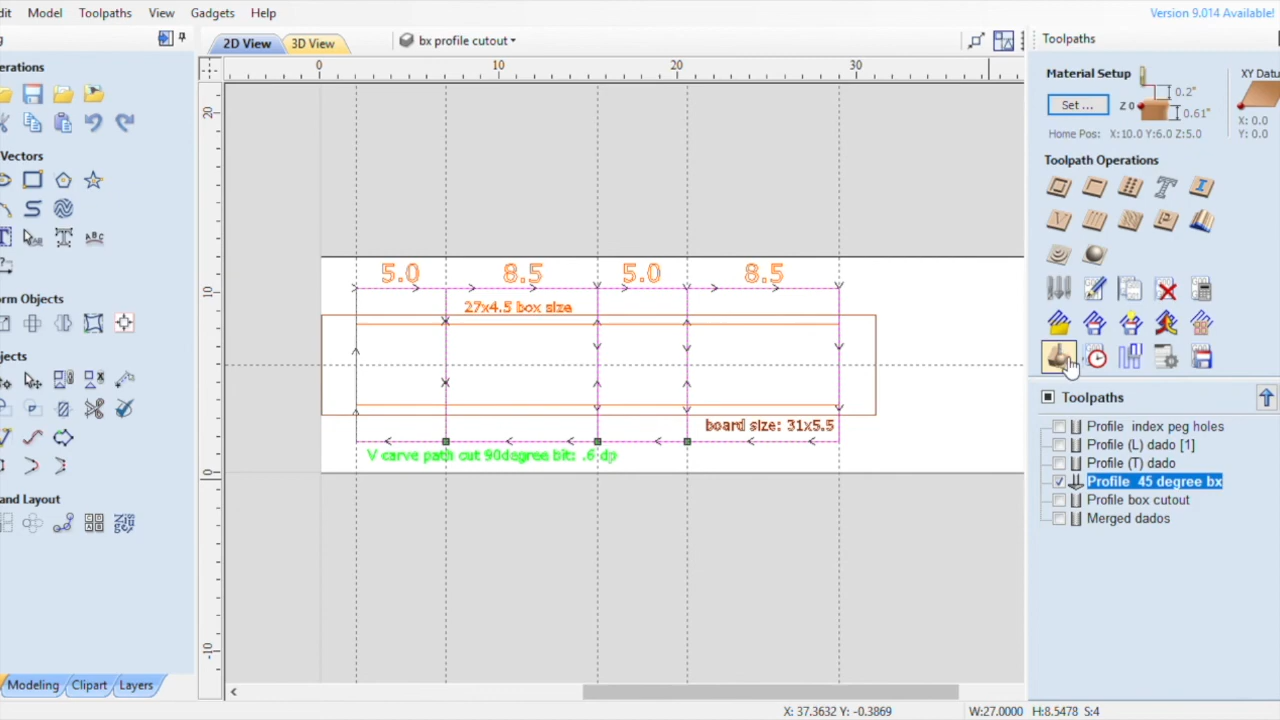 dit Model Toolpaths View Gadgets Help
Version 9.014 Available!
g
2D View 3D View bx profile cutout
Toolpaths
0 10 20 30
erations
Material Setup
XY Datu
Set ...
Z 0
0.2"
0.61"
X: 0.0
Y: 0.0
Home Pos: X:10.0 Y:6.0 Z:5.0
20
10
0
-10
Vectors
Toolpath Operations
orm Objects
ojects
and Layout
5.0 8.5 5.0 8.5
27x4.5 box size
board size: 31x5.5
V carve path cut 90degree bit: .6 dp
Toolpaths
Profile index peg holes
Profile (L) dado [1]
Profile (T) dado
Profile 45 degree bx
Profile box cutout
Merged dados
Modeling Clipart Layers
X: 37.3632 Y: -0.3869
W:27.0000 H:8.5478 S:4